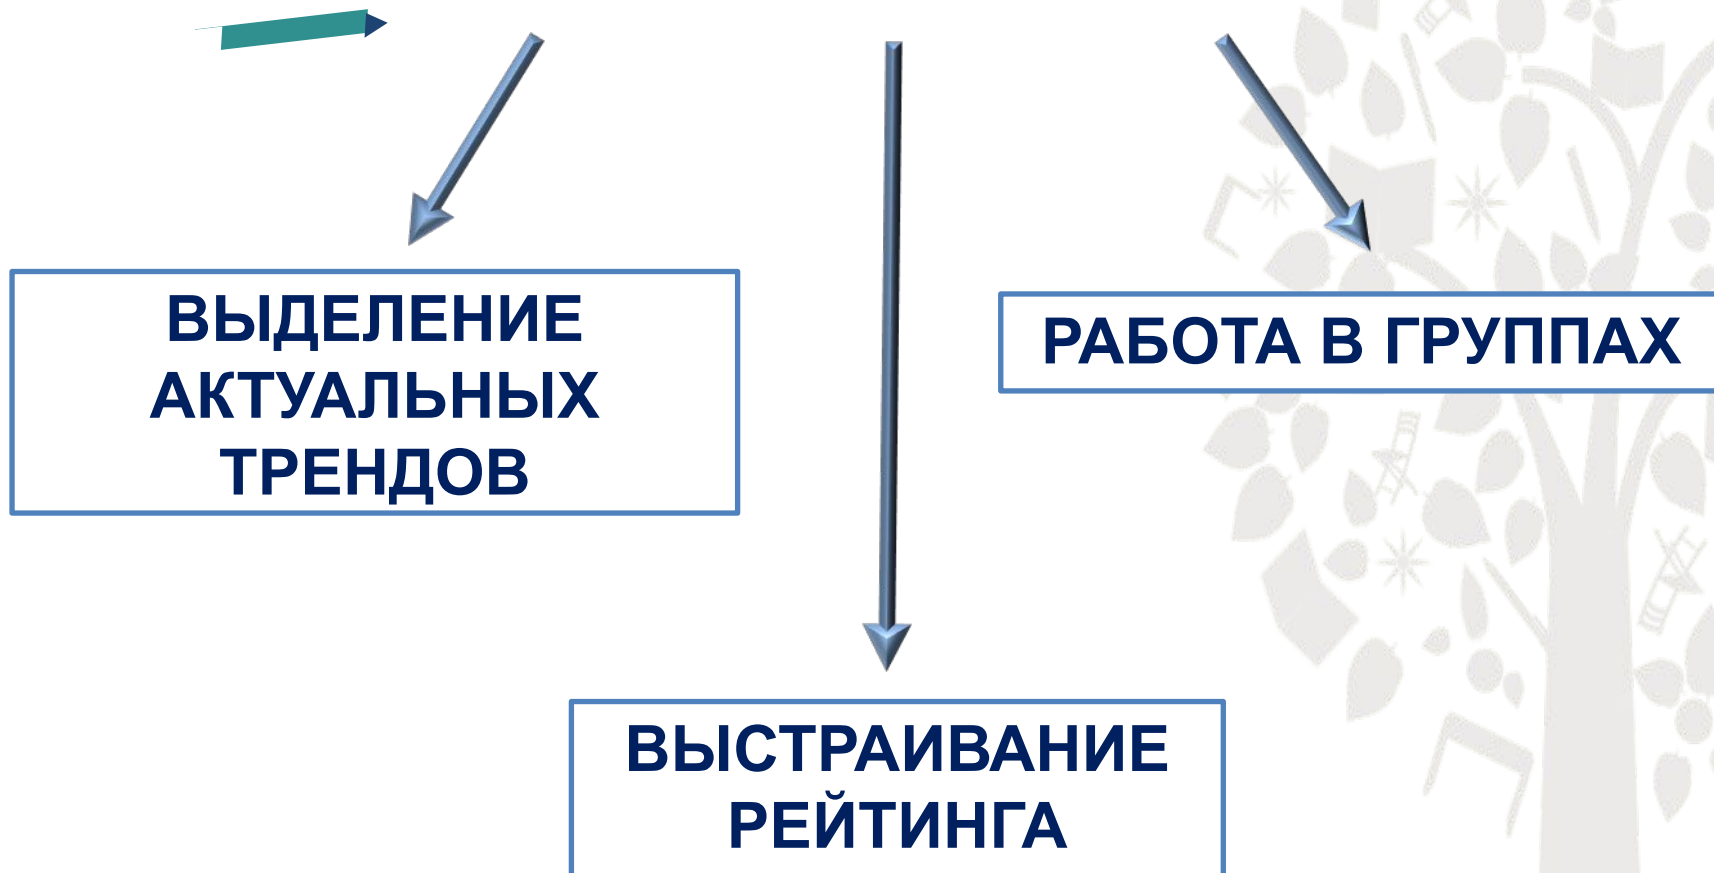 ВЫДЕЛЕНИЕ
АКТУАЛЬНЫХ
ТРЕНДОВ
РАБОТА В ГРУППАХ
ВЫСТРАИВАНИЕ
РЕЙТИНГА